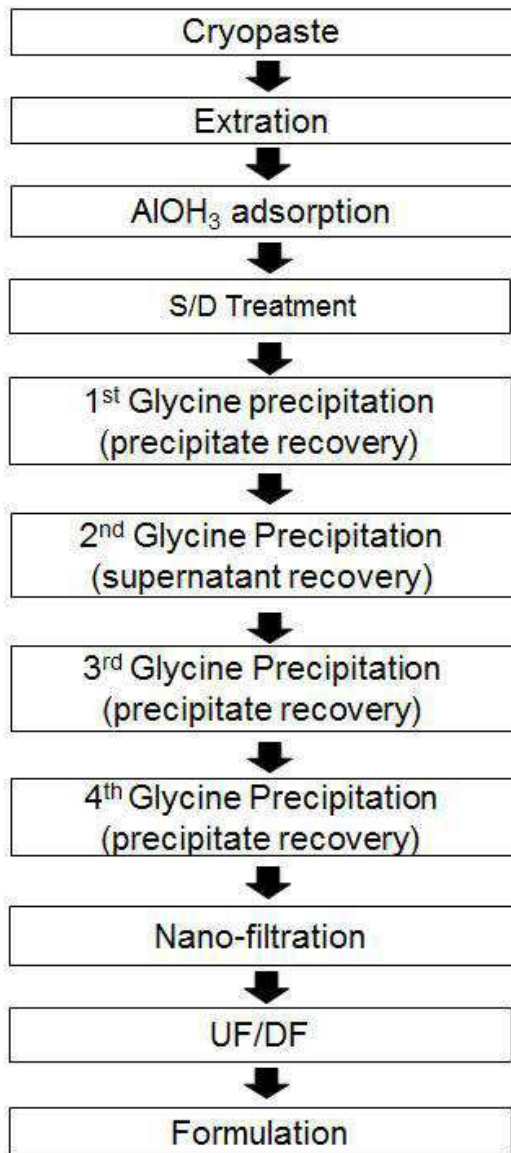 Cryopaste
Extration
AlOH₃ adsorption
S/D Treatment
1st Glycine precipitation
(precipitate recovery)
2nd Glycine Precipitation
(supernatant recovery)
3rd Glycine Precipitation
(precipitate recovery)
4th Glycine Precipitation
(precipitate recovery)
Nano-filtration
UF/DF
Formulation